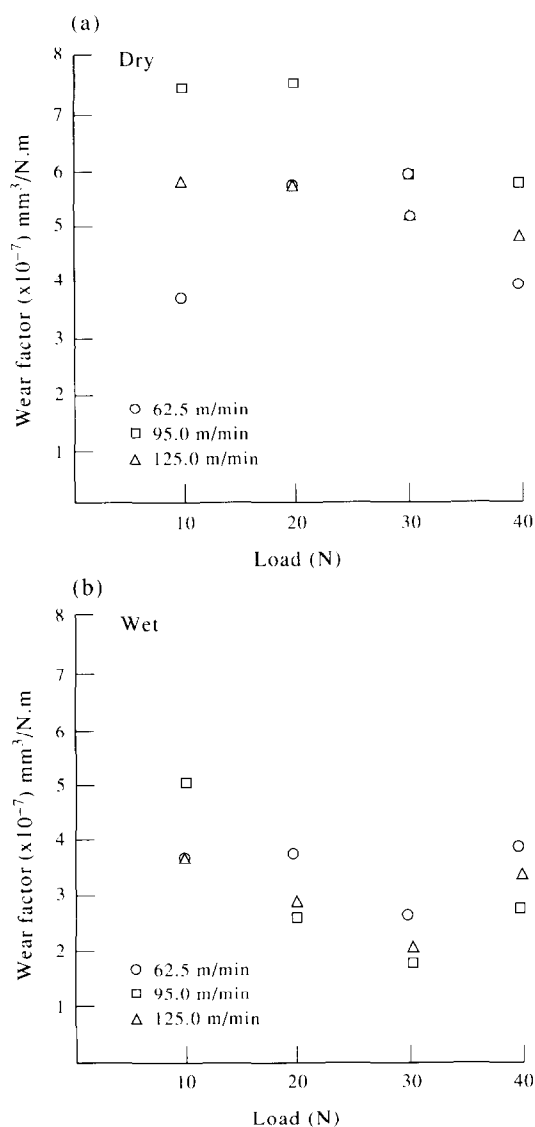 (a)
Dry
8
7
6
5
4
3
2
1
Wear factor (x10⁻⁷) mm³/N.m
62.5 m/min
95.0 m/min
125.0 m/min
10 20 30 40
Load (N)
(b)
Wet
8
7
6
5
4
3
2
1
Wear factor (x10⁻⁷) mm³/N.m
62.5 m/min
95.0 m/min
125.0 m/min
10 20 30 40
Load (N)